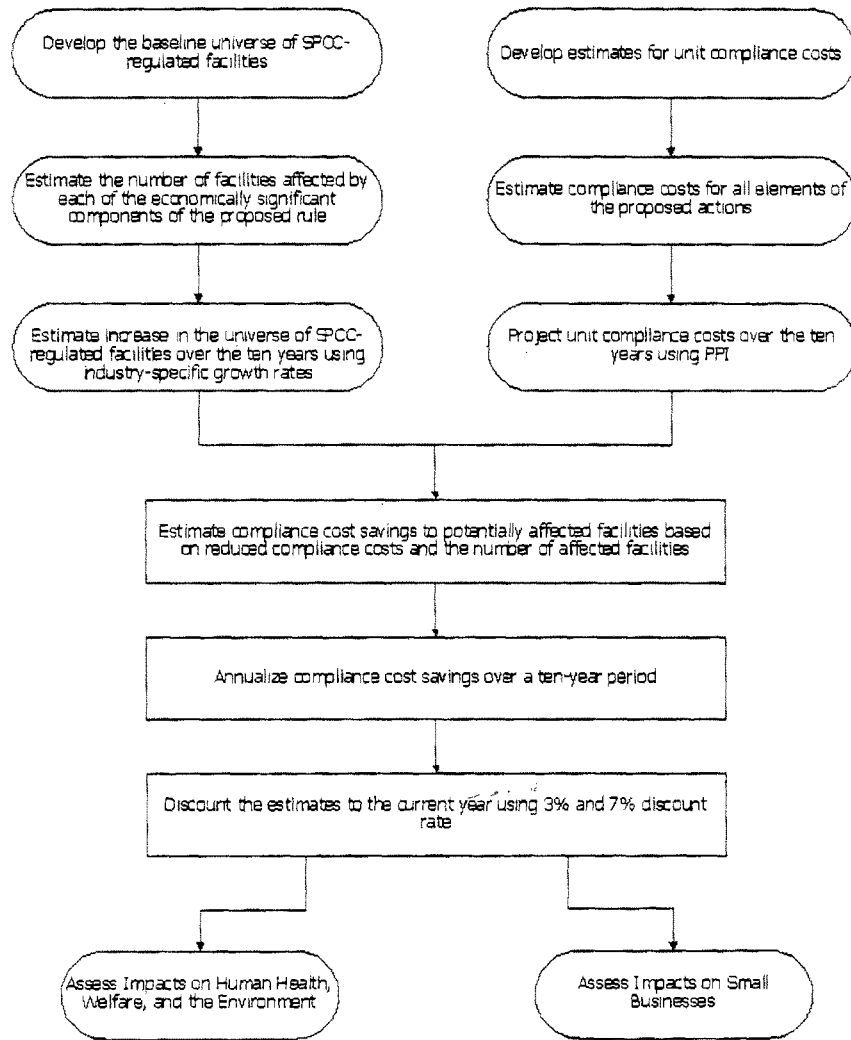 Develop the baseline universe of SPCC-
regulated facilities
Develop estimates for unit compliance costs
Estimate the number of facilities affected by
each of the economically significant
components of the proposed rule
Estimate compliance costs for all elements of
the proposed actions
Estimate increase in the universe of SPCC-
regulated facilities over the ten years using
industry-specific growth rates
Project unit compliance costs over the ten
years using PPI
Estimate compliance cost savings to potentially affected facilities based
on reduced compliance costs and the number of affected facilities
Annualize compliance cost savings over a ten-year period
Discount the estimates to the current year using 3% and 7% discount
rate
Assess Impacts on Human Health,
Welfare, and the Environment
Assess Impacts on Small
Businesses